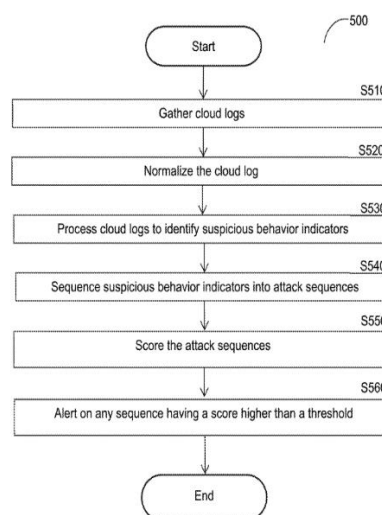 500
Start
S510
Gather cloud logs
S520
Normalize the cloud log
S530
Process cloud logs to identify suspicious behavior indicators
S540
Sequence suspicious behavior indicators into attack sequences
S550
Score the attack sequences
S560
Alert on any sequence having a score higher than a threshold
End